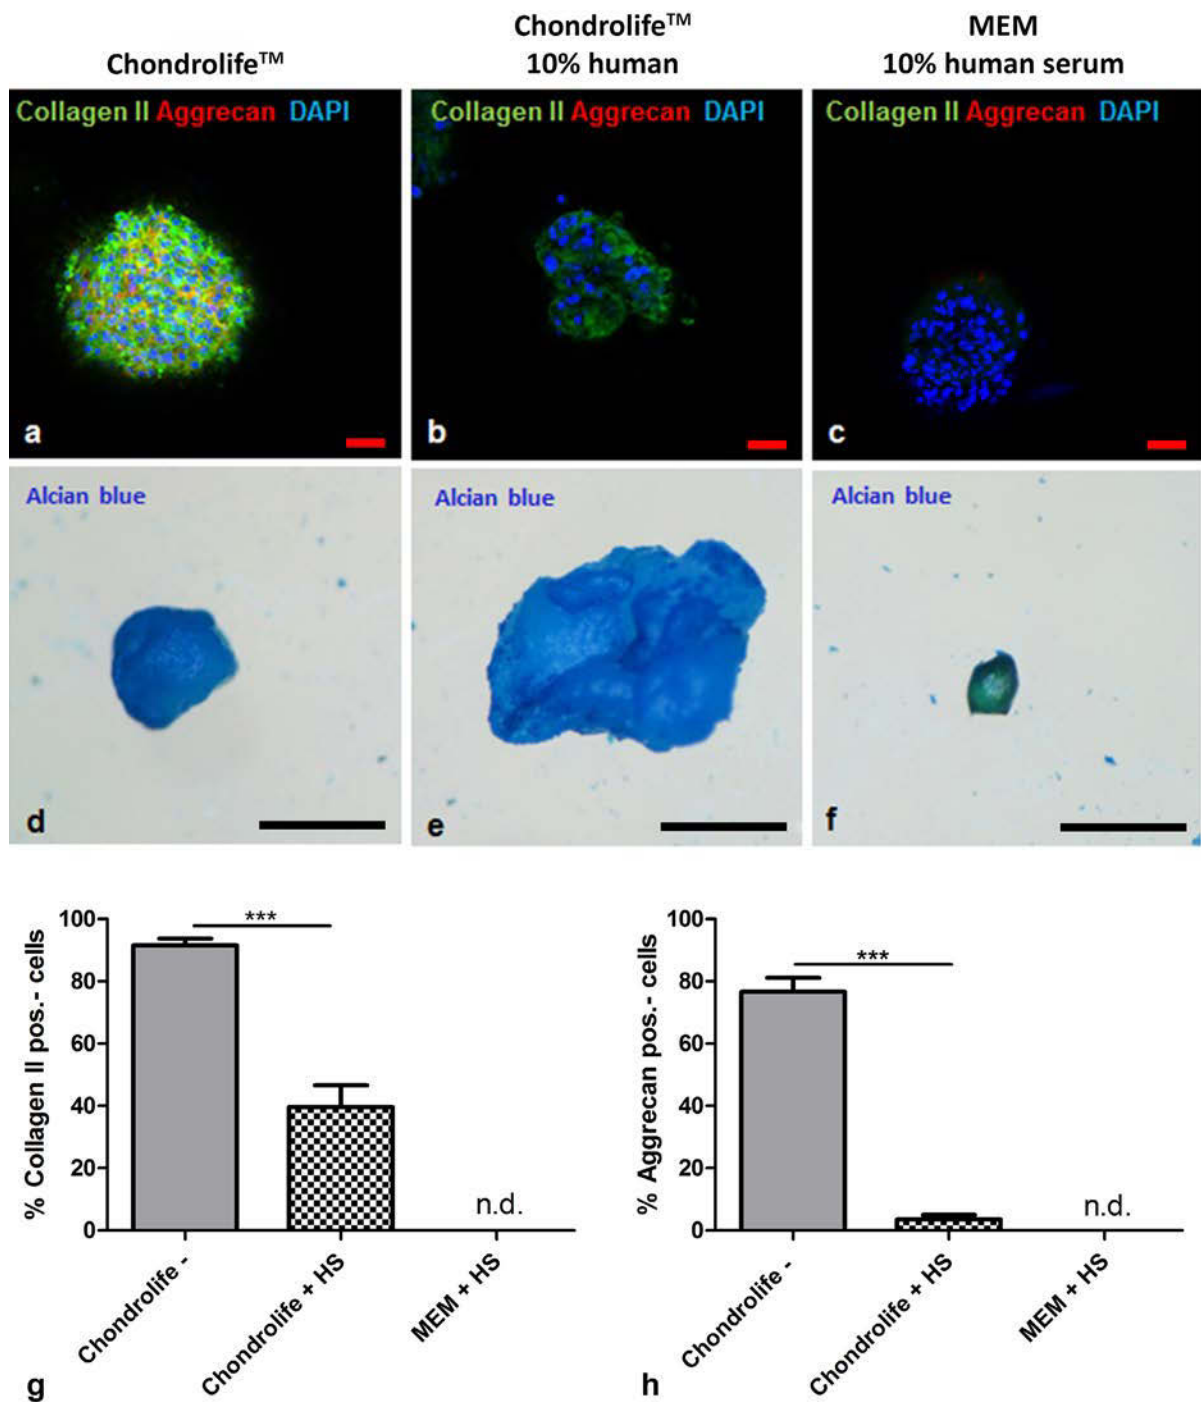 Chondrolife™
Chondrolife™
10% human
MEM
10% human serum
Collagen II Aggrecan DAPI
a
Collagen II Aggrecan DAPI
b
Collagen II Aggrecan DAPI
c
Alcian blue
d
Alcian blue
e
Alcian blue
f
% Collagen II pos.- cells
100
80
60
40
20
0
***
n.d.
Chondrolife -
Chondrolife + HS
MEM + HS
g
% Aggrecan pos.- cells
100
80
60
40
20
0
***
n.d.
Chondrolife -
Chondrolife + HS
MEM + HS
h